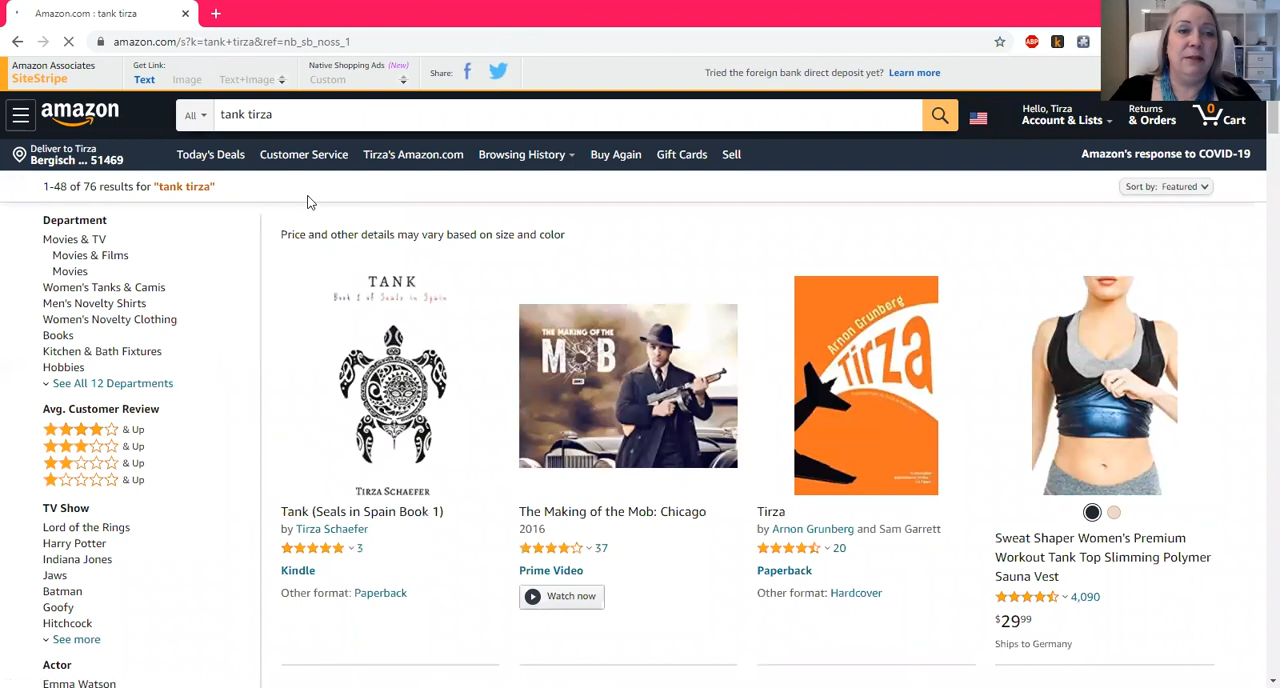 Amazon.com : tank tirza
amazon.com/s?k=tank+tirza&ref=nb_sb_noss_1
ABP
k
Amazon Associates
SiteStripe
Get Link:
Text Image Text+Image
Native Shopping Ads (New)
Custom
Share:
Tried the foreign bank direct deposit yet? Learn more
amazon
All
tank tirza
Hello, Tirza
Account & Lists
Returns
& Orders
0
Cart
Deliver to Tirza
Bergisch ... 51469
Today's Deals Customer Service Tirza's Amazon.com Browsing History Buy Again Gift Cards Sell
Amazon's response to COVID-19
1-48 of 76 results for "tank tirza"
Sort by: Featured
Department
Movies & TV
Movies & Films
Movies
Women's Tanks & Camis
Men's Novelty Shirts
Women's Novelty Clothing
Books
Kitchen & Bath Fixtures
Hobbies
See All 12 Departments
Avg. Customer Review
& Up
& Up
& Up
& Up
TV Show
Lord of the Rings
Harry Potter
Indiana Jones
Jaws
Batman
Goofy
Hitchcock
See more
Actor
Emma Watson
Price and other details may vary based on size and color
TANK
Book 1 of Seals in Spain
TIRZA SCHAEFER
Tank (Seals in Spain Book 1)
by Tirza Schaefer
3
Kindle
Other format: Paperback
THE MAKING OF THE
MOB
amc
The Making of the Mob: Chicago
2016
37
Prime Video
Watch now
Arnon Grunberg
Tirza
Tirza
by Arnon Grunberg and Sam Garrett
20
Paperback
Other format: Hardcover
Sweat Shaper Women's Premium
Workout Tank Top Slimming Polymer
Sauna Vest
4,090
$2999
Ships to Germany